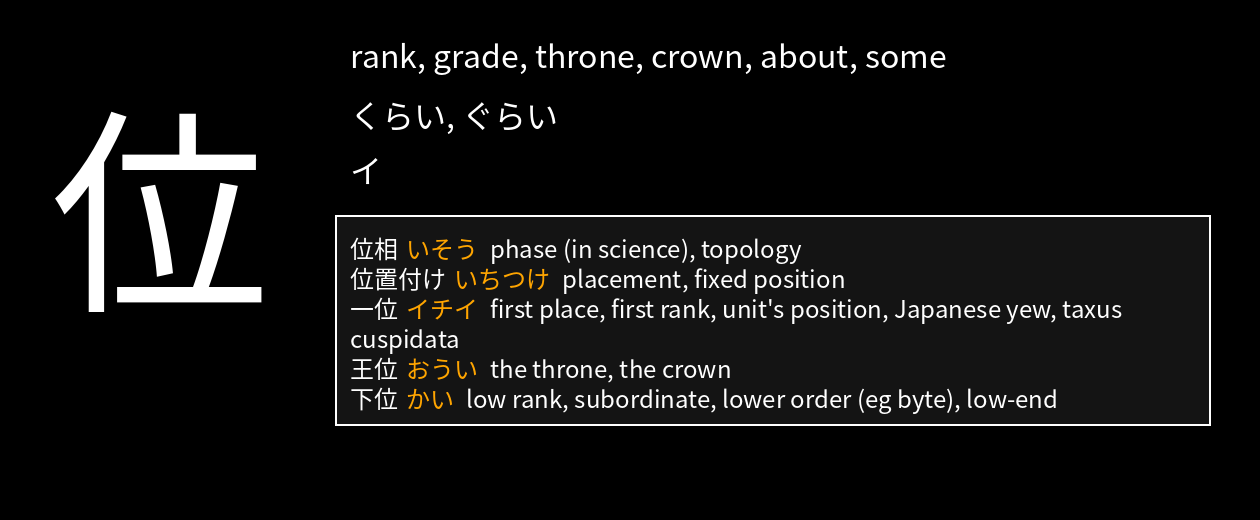 位
rank, grade, throne, crown, about, some
くらい, ぐらい
イ
位相 いそう phase (in science), topology
位置付け いちつけ placement, fixed position
一位 イチイ first place, first rank, unit's position, Japanese yew, taxus
cuspidata
王位 おうい the throne, the crown
下位 かい low rank, subordinate, lower order (eg byte), low-end